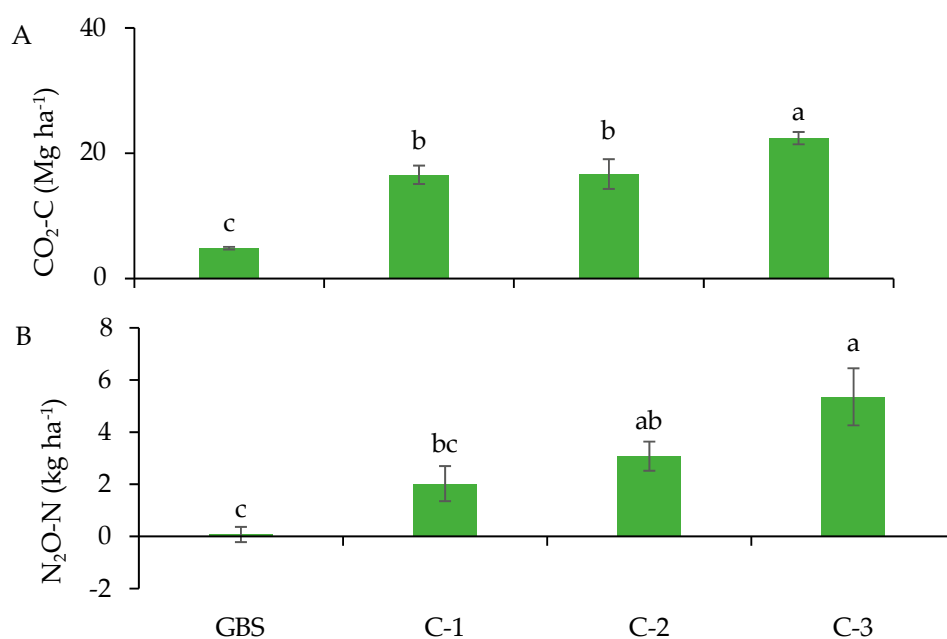 A
CO₂-C (Mg ha⁻¹)
40
20
0
c
b
b
a
B
N₂O-N (kg ha⁻¹)
8
6
4
2
0
-2
c
bc
ab
a
GBS C-1 C-2 C-3